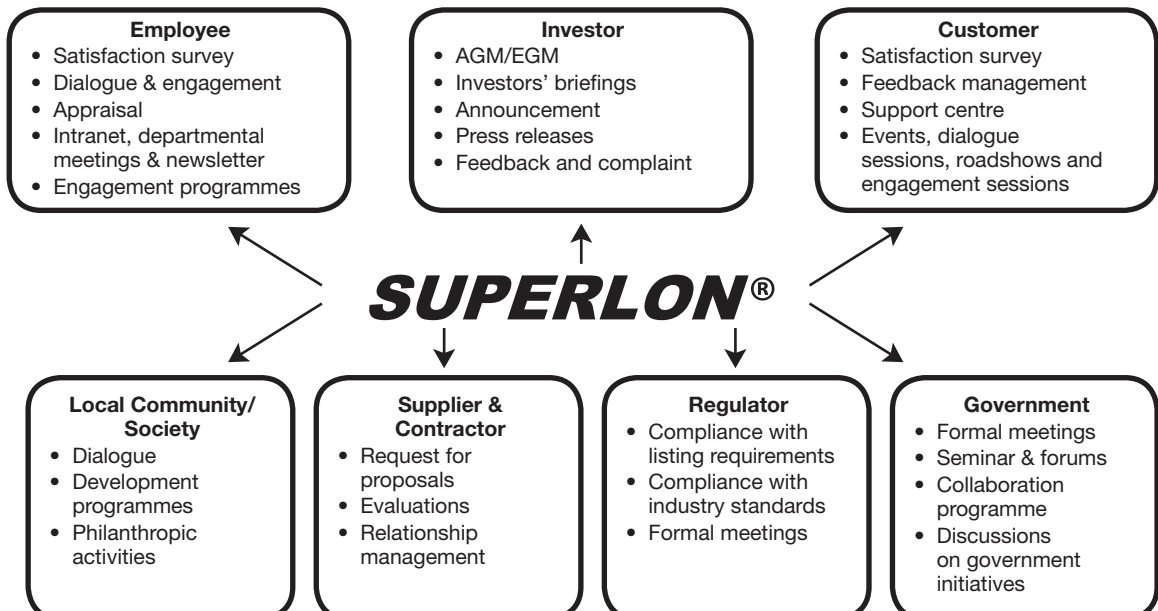 Employee
• Satisfaction survey
• Dialogue & engagement
• Appraisal
• Intranet, departmental
meetings & newsletter
• Engagement programmes
Investor
• AGM/EGM
• Investors’ briefings
• Announcement
• Press releases
• Feedback and complaint
Customer
• Satisfaction survey
• Feedback management
• Support centre
• Events, dialogue
sessions, roadshows and
engagement sessions
SUPERLON®
Local Community/
Society
• Dialogue
• Development
programmes
• Philanthropic
activities
Supplier &
Contractor
• Request for
proposals
• Evaluations
• Relationship
management
Regulator
• Compliance with
listing requirements
• Compliance with
industry standards
• Formal meetings
Government
• Formal meetings
• Seminar & forums
• Collaboration
programme
• Discussions
on government
initiatives